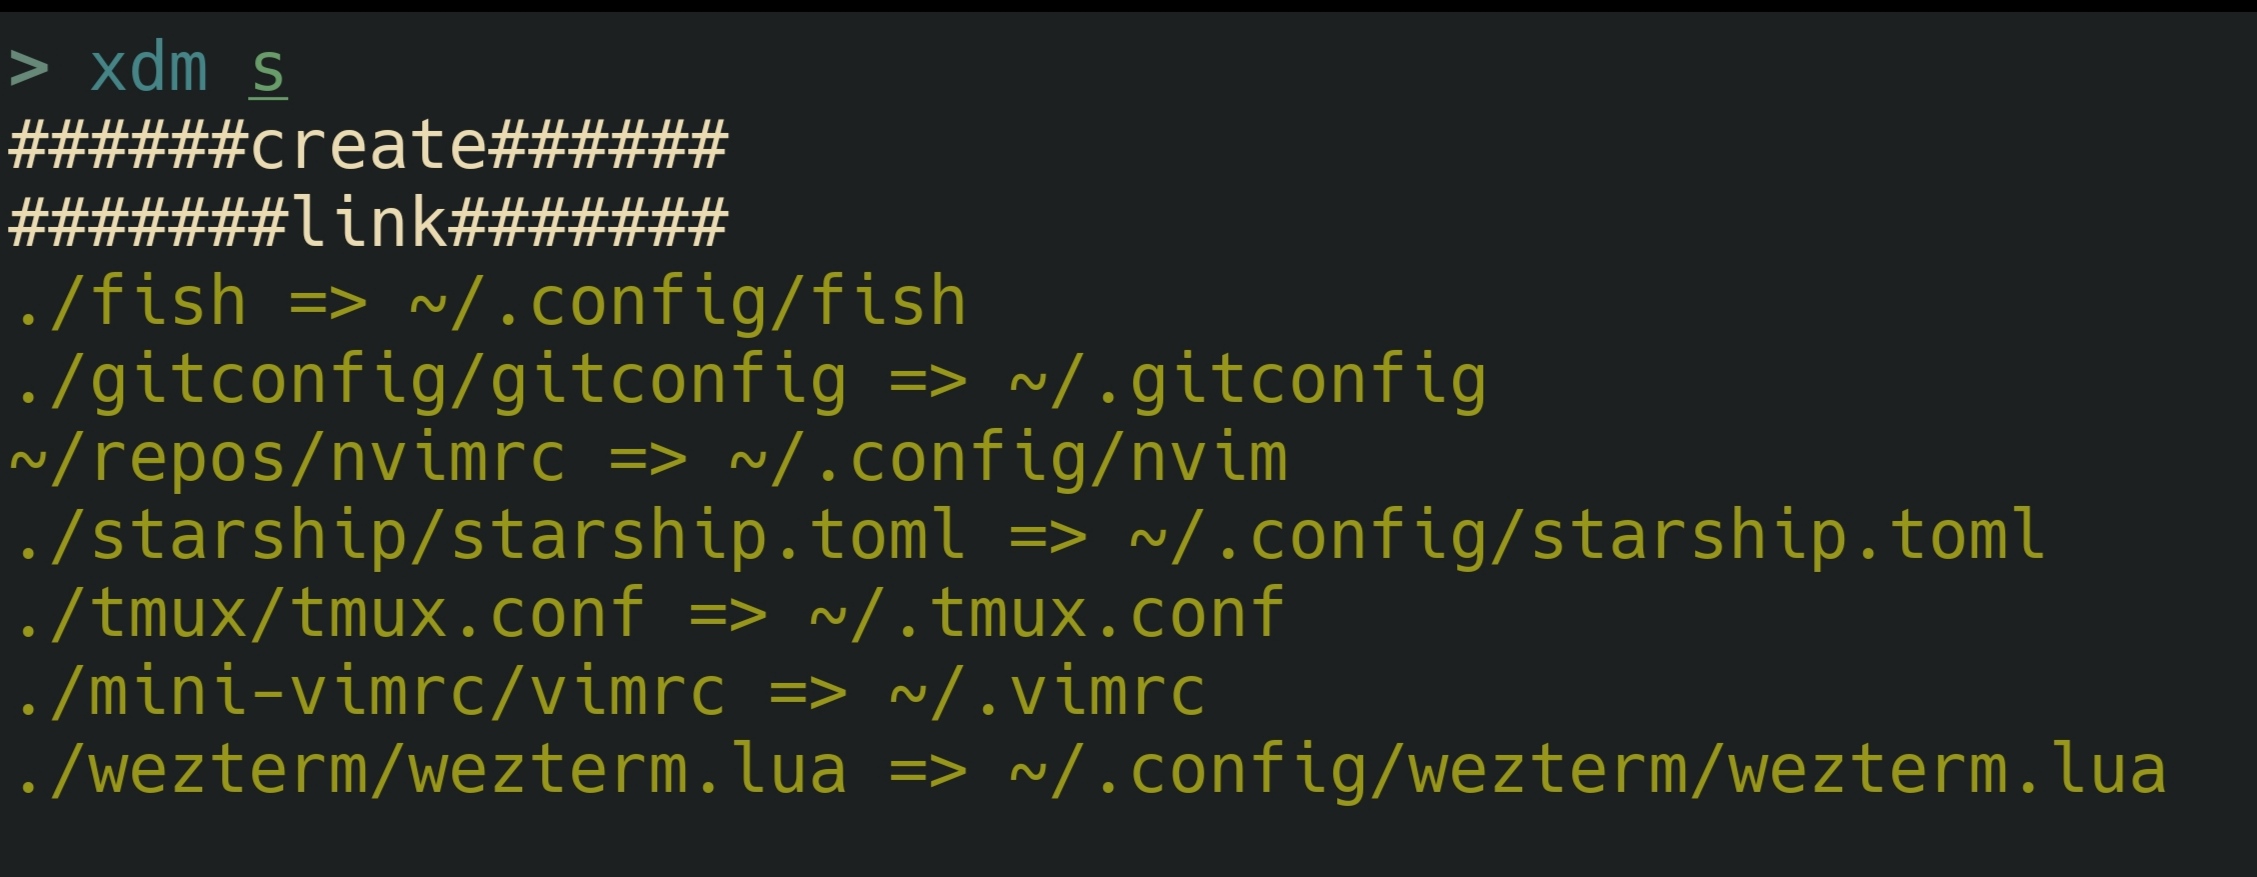 > xdm s
######create######
#######link#######
./fish => ~/.config/fish
./gitconfig/gitconfig => ~/.gitconfig
~/repos/nvimrc => ~/.config/nvim
./starship/starship.toml => ~/.config/starship.toml
./tmux/tmux.conf => ~/.tmux.conf
./mini-vimrc/vimrc => ~/.vimrc
./wezterm/wezterm.lua => ~/.config/wezterm/wezterm.lua